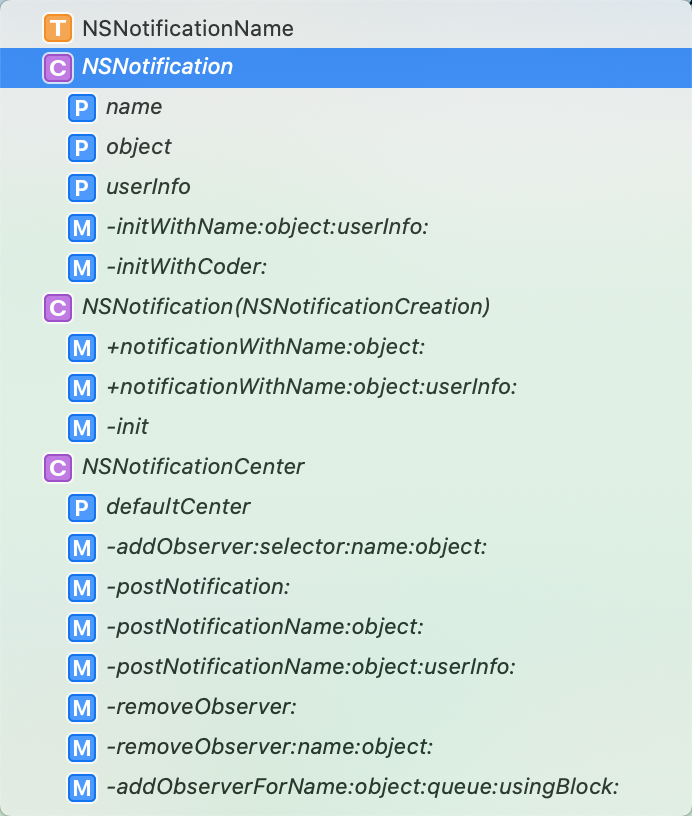 T NSNotificationName
C NSNotification
P name
P object
P userInfo
M -initWithName:object:userInfo:
M -initWithCoder:
C NSNotification(NSNotificationCreation)
M +notificationWithName:object:
M +notificationWithName:object:userInfo:
M -init
C NSNotificationCenter
P defaultCenter
M -addObserver:selector:name:object:
M -postNotification:
M -postNotificationName:object:
M -postNotificationName:object:userInfo:
M -removeObserver:
M -removeObserver:name:object:
M -addObserverForName:object:queue:usingBlock: